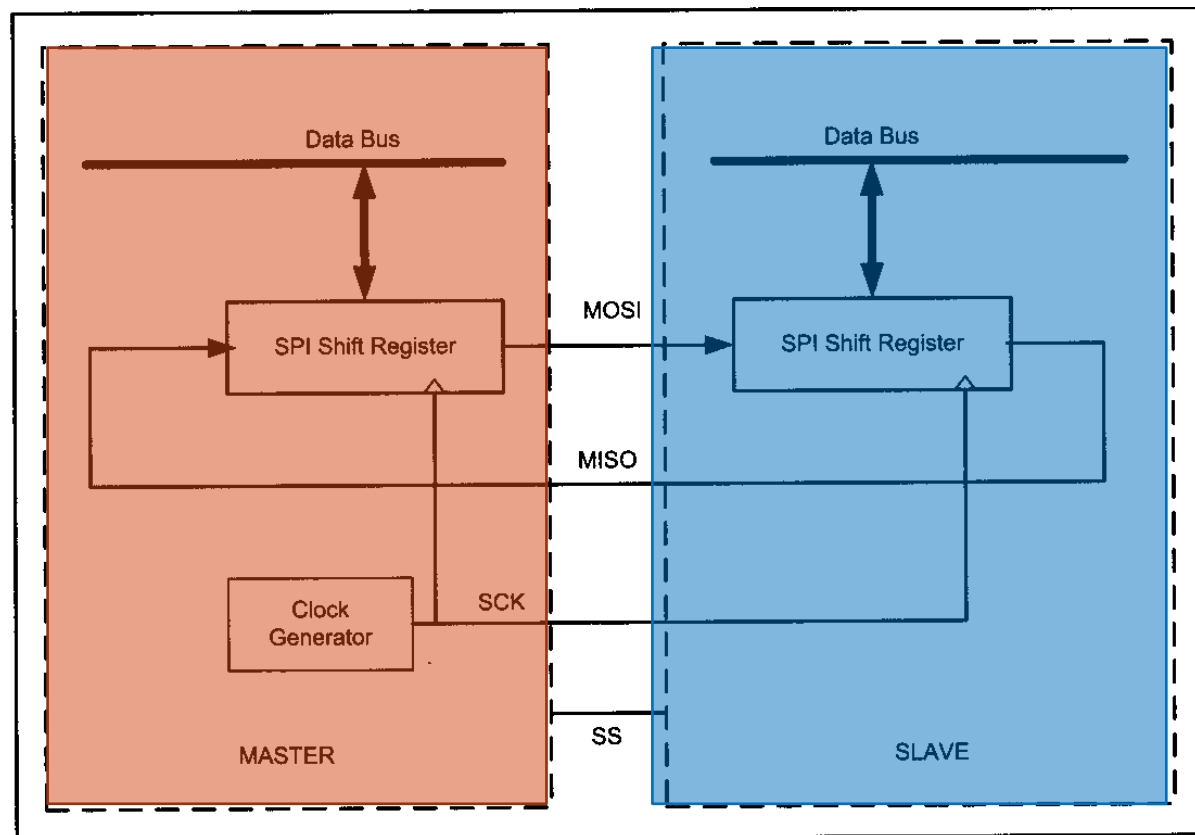 Data Bus
Data Bus
MOSI
SPI Shift Register
SPI Shift Register
MISO
SCK
Clock
Generator
SS
MASTER
SLAVE